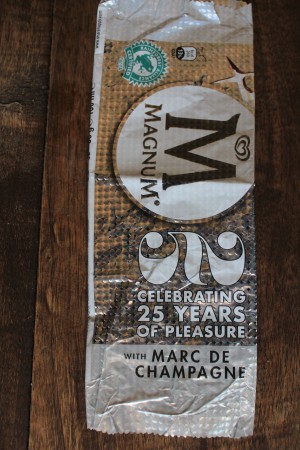 M
MAGNUM
25
CELEBRATING
25 YEARS
OF PLEASURE
WITH MARC DE
CHAMPAGNE